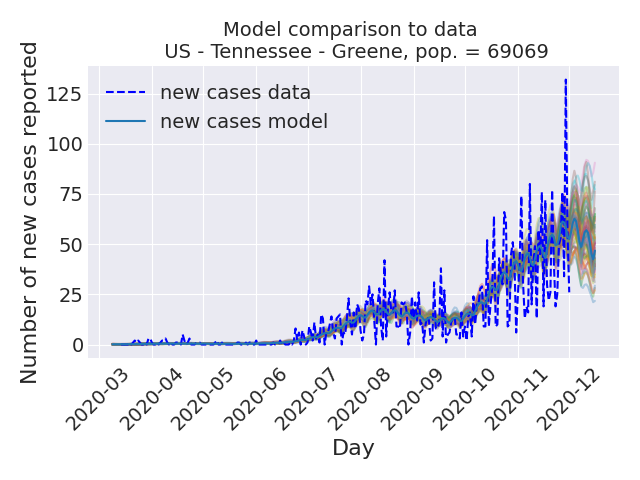 Model comparison to data
US - Tennessee - Greene, pop. = 69069
new cases data
new cases model
Number of new cases reported
125
100
75
50
25
0
2020-03
2020-04
2020-05
2020-06
2020-07
2020-08
2020-09
2020-10
2020-11
2020-12
Day